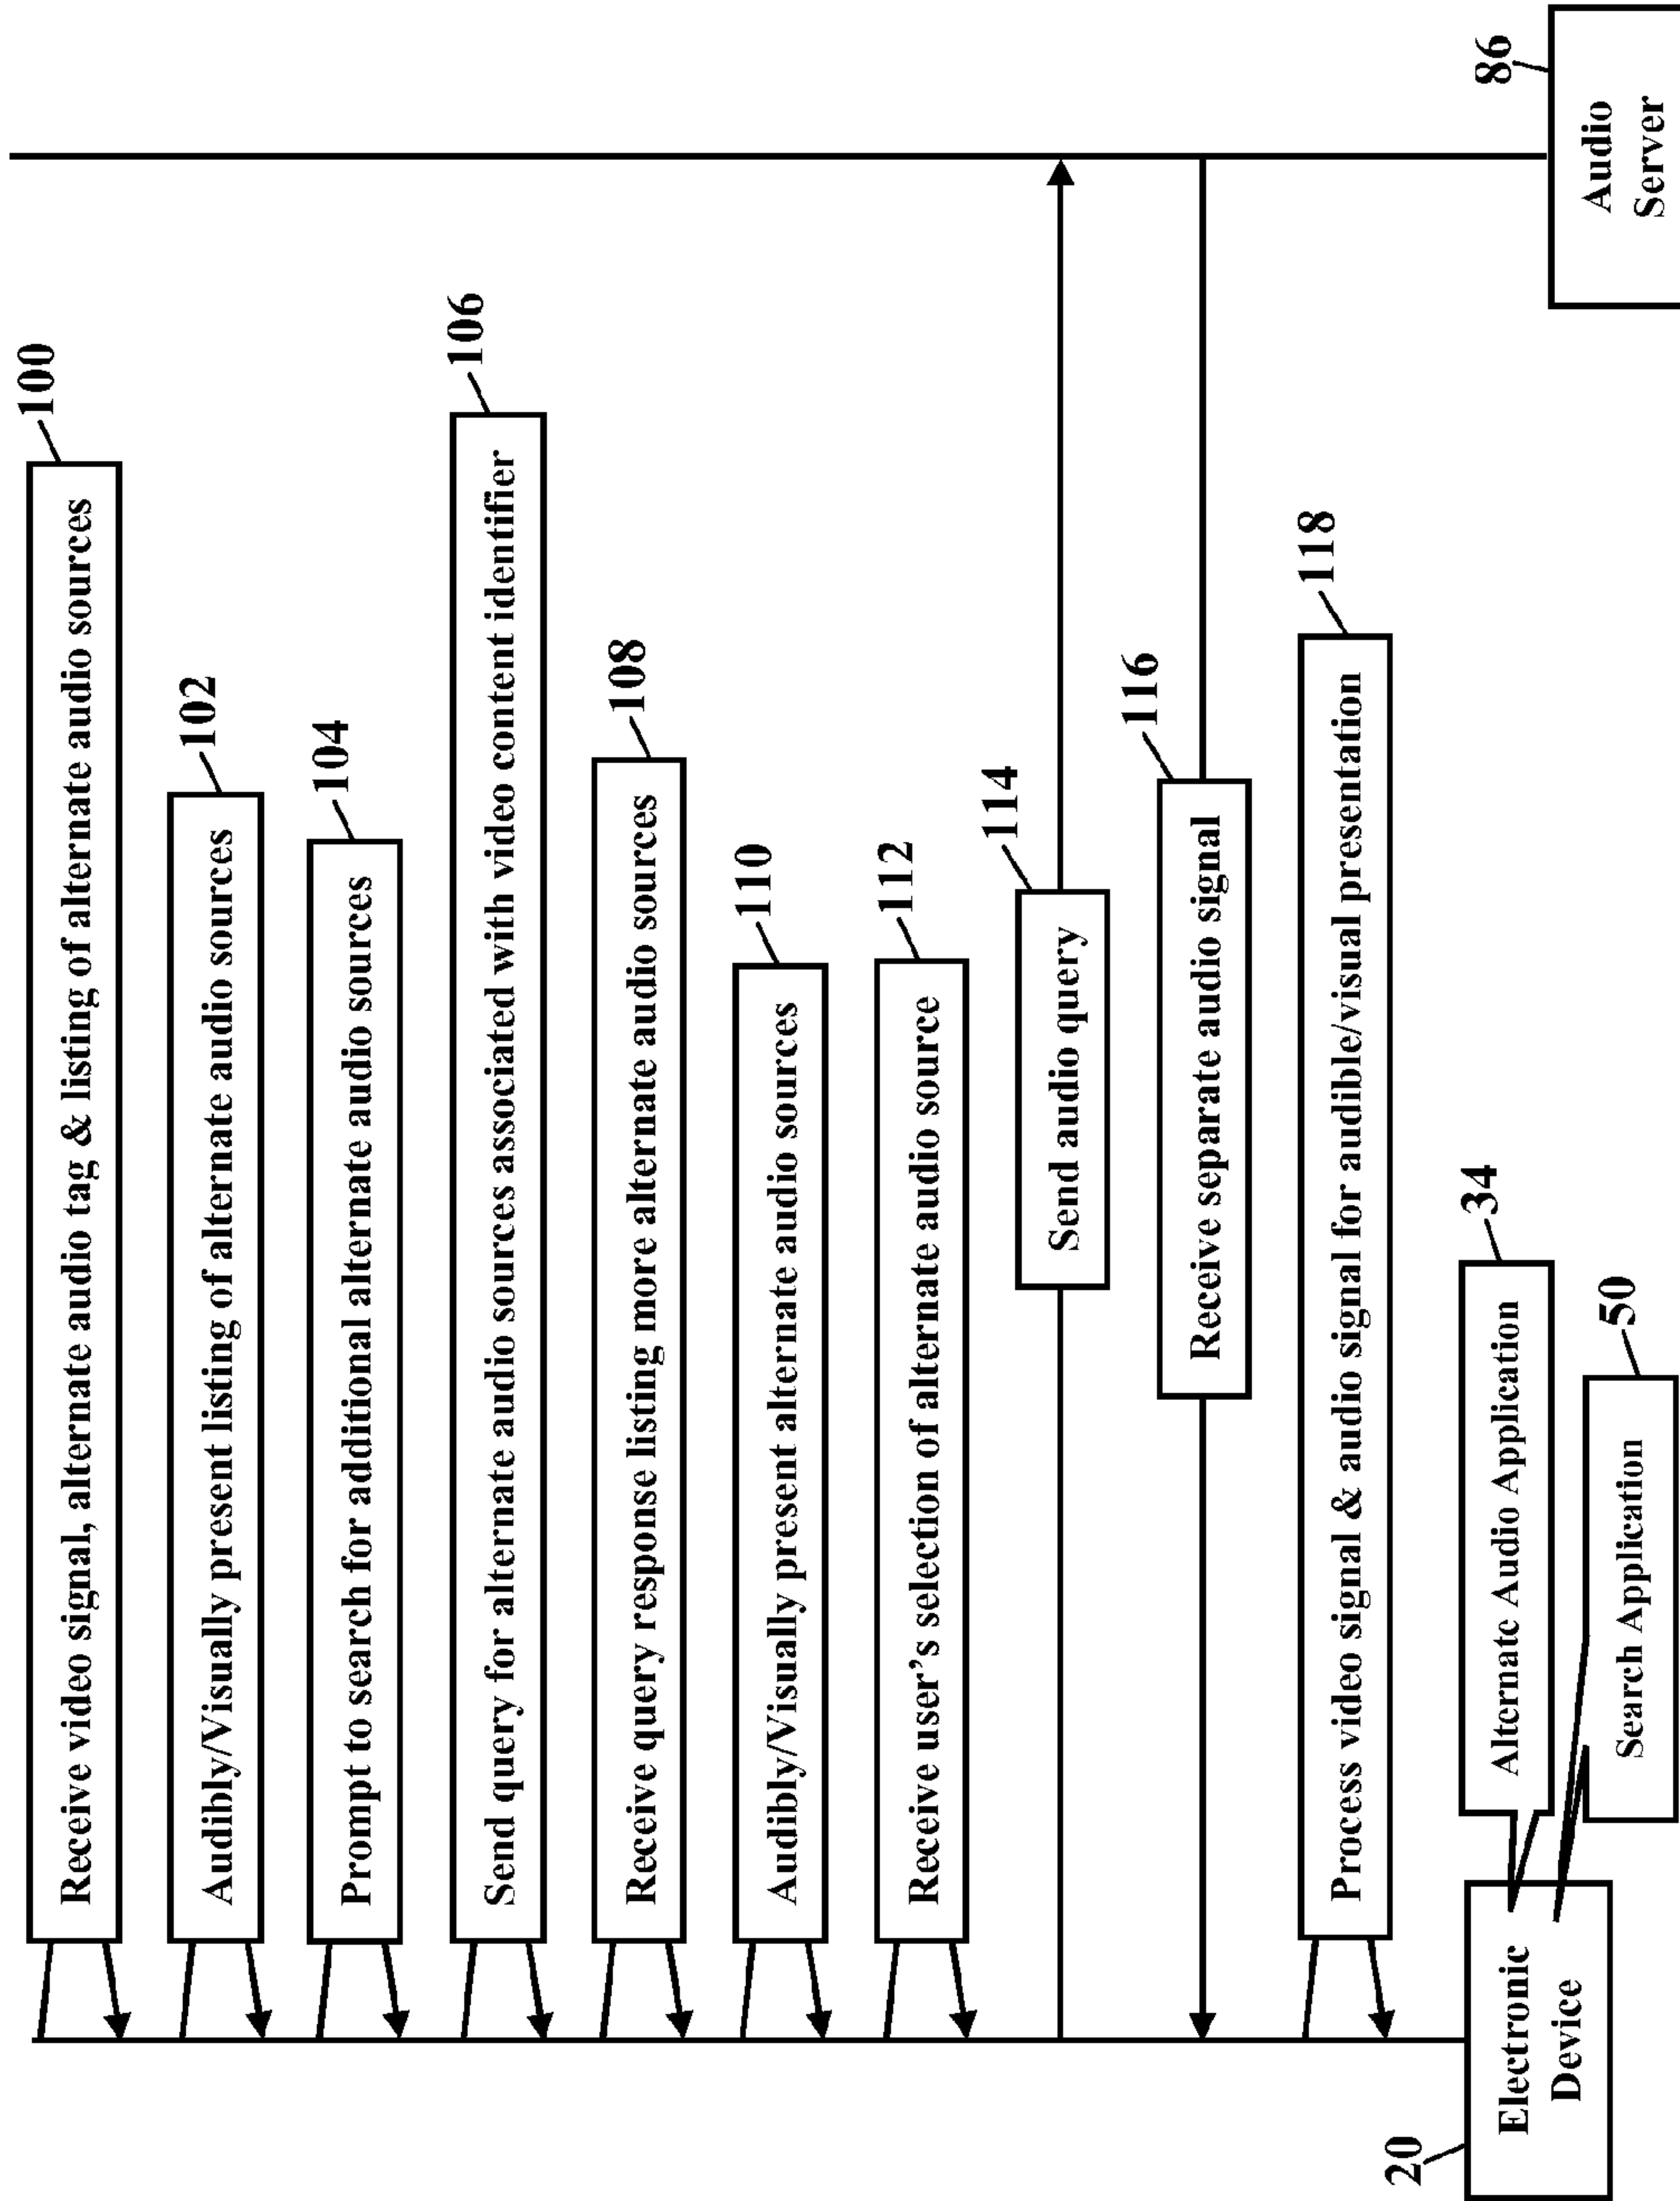 Receive video signal, alternate audio tag & listing of alternate audio sources
100
Audibly/Visually present listing of alternate audio sources
102
Prompt to search for additional alternate audio sources
104
Send query for alternate audio sources associated with video content identifier
106
Receive query response listing more alternate audio sources
108
Audibly/Visually present alternate audio sources
110
Receive user's selection of alternate audio source
112
Send audio query
114
Receive separate audio signal
116
Process video signal & audio signal for audible/visual presentation
118
20
Electronic
Device
Alternate Audio Application
34
Search Application
50
Audio
Server
86